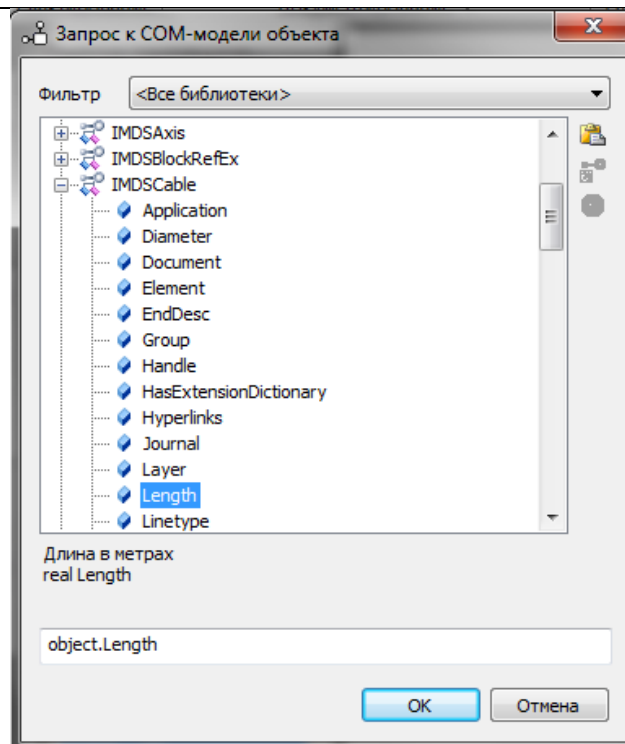 Запрос к COM-модели объекта
Фильтр <Все библиотеки>
IMDSAxis
IMDSBlockRefEx
IMDSCable
Application
Diameter
Document
Element
EndDesc
Group
Handle
HasExtensionDictionary
Hyperlinks
Journal
Layer
Length
Linetype
Длина в метрах
real Length
object.Length
OK Отмена